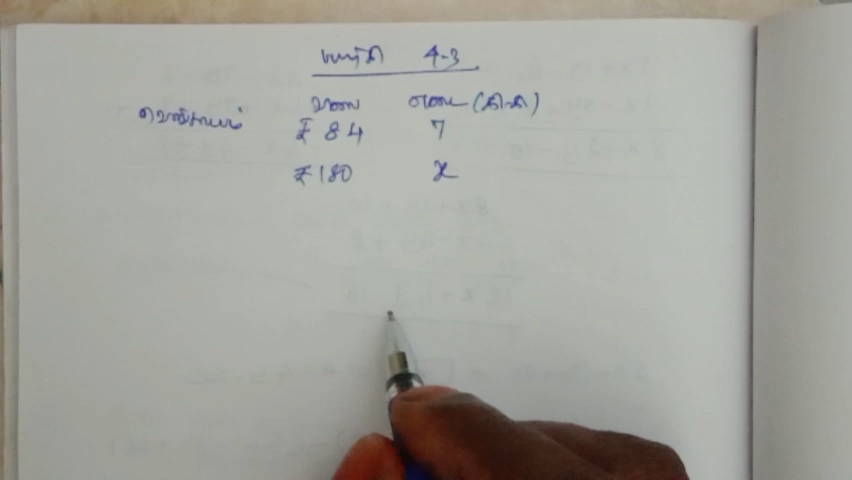 பயிற்சி 4.3
விலை எடை (கி.கி)
வெங்காயம் ₹ 84 7
₹ 180 x